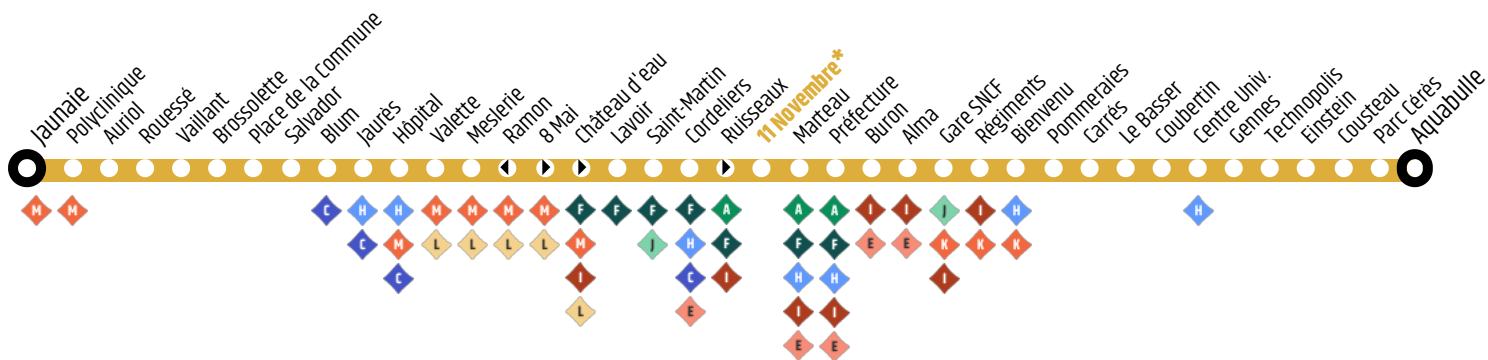 Jaunaie
Polyclinique
Auriol
Rouessé
Vaillant
Brossolette
Place de la Commune
Salvador
Blum
Jaurès
Hôpital
Valette
Meslerie
Ramon
8 Mai
Château d'eau
Lavoir
Saint-Martin
Cordeliers
Ruisseaux
11 Novembre*
Marteau
Préfecture
Buron
Alma
Gare SNCF
Régiments
Bienvenu
Pommeraies
Carrés
Le Basser
Coubertin
Centre Univ.
Gennes
Technopolis
Einstein
Cousteau
Parc Cérès
Aquabulle
M M C H H M M M M F F F F A A A I I J I H H
C M L L L L M J H F F F E E K K K
C I C I H H I
L E I I
E E